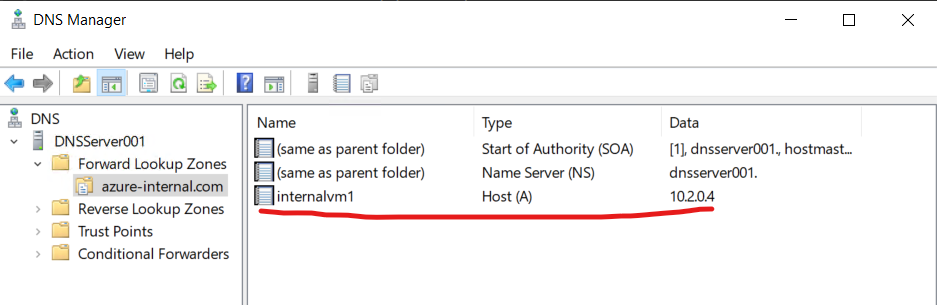 DNS Manager
File Action View Help
DNS
DNSServer001
Forward Lookup Zones
azure-internal.com
Reverse Lookup Zones
Trust Points
Conditional Forwarders
Name Type Data
(same as parent folder) Start of Authority (SOA) [1], dnsserver001., hostmast...
(same as parent folder) Name Server (NS) dnsserver001.
internalvm1 Host (A) 10.2.0.4